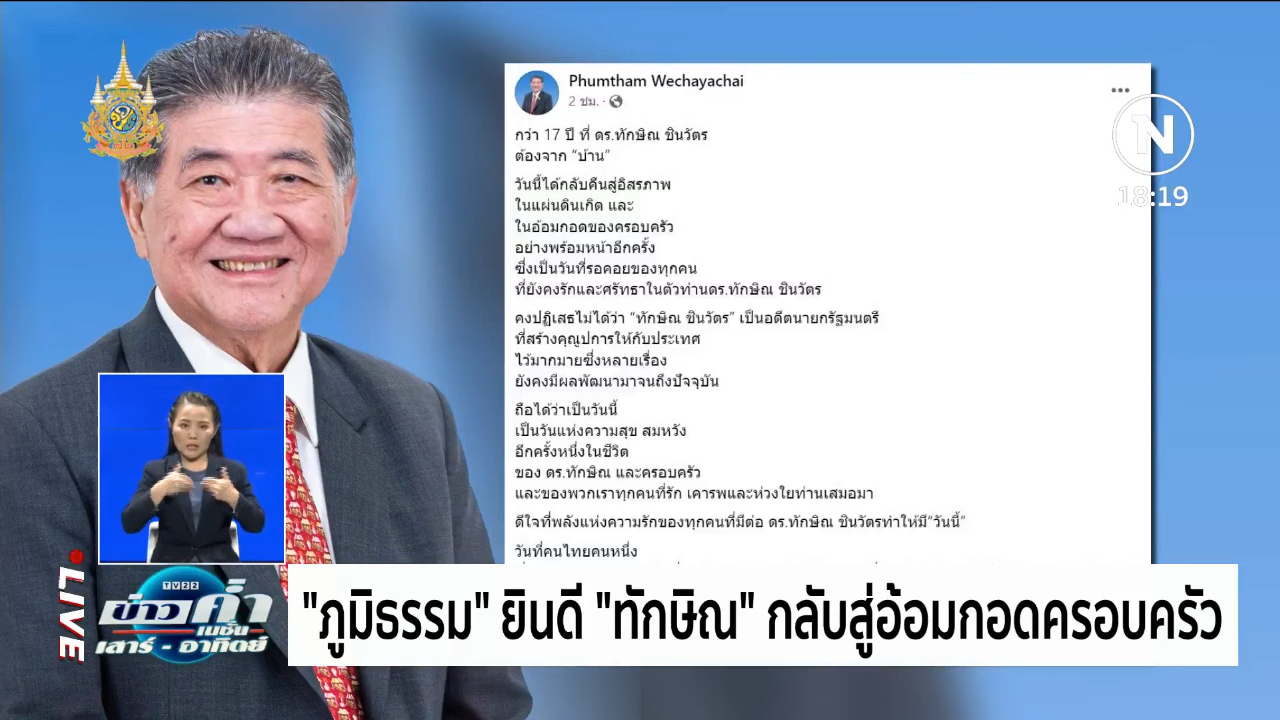 Phumtham Wechayachai
2 ชม.
กว่า 17 ปี ที่ ดร.ทักษิณ ชินวัตร
ต้องจาก “บ้าน”
วันนี้ได้กลับคืนสู่อิสรภาพ
ในแผ่นดินเกิด และ
ในอ้อมกอดของครอบครัว
อย่างพร้อมหน้าอีกครั้ง
ซึ่งเป็นวันที่รอคอยของทุกคน
ที่ยังคงรักและศรัทธาในตัวท่านดร.ทักษิณ ชินวัตร
คงปฏิเสธไม่ได้ว่า “ทักษิณ ชินวัตร” เป็นอดีตนายกรัฐมนตรี
ที่สร้างคุณูปการให้กับประเทศ
ไว้มากมายซึ่งหลายเรื่อง
ยังคงมีผลพัฒนามาจนถึงปัจจุบัน
ถือได้ว่าเป็นวันนี้
เป็นวันแห่งความสุข สมหวัง
อีกครั้งหนึ่งในชีวิต
ของ ดร.ทักษิณ และครอบครัว
และของพวกเราทุกคนที่รัก เคารพและห่วงใยท่านเสมอมา
ดีใจที่พลังแห่งความรักของทุกคนที่มีต่อ ดร.ทักษิณ ชินวัตรทำให้มี“วันนี้”
วันที่คนไทยคนหนึ่ง
N
18:19
LIVE
TV22
ข่าวค่ำ
เนชั่น
เสาร์ - อาทิตย์
"ภูมิธรรม" ยินดี "ทักษิณ" กลับสู่อ้อมกอดครอบครัว